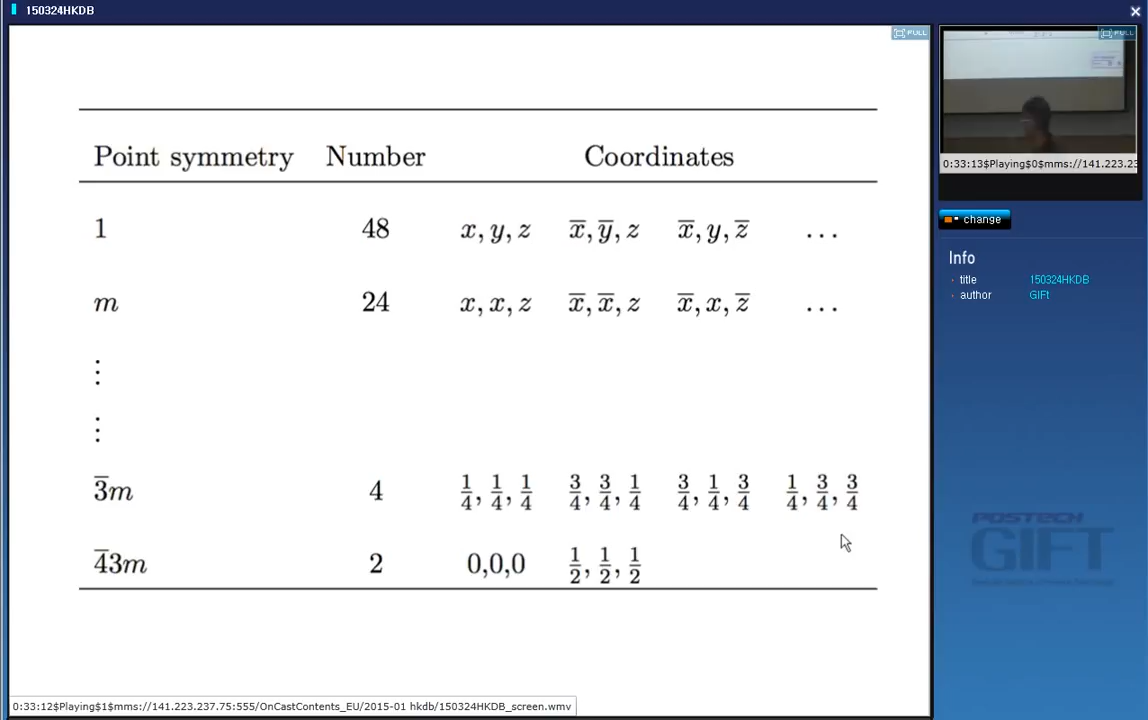 150324HKDB
FULL
FULL
Point symmetry Number Coordinates
1 48 x, y, z x̅, y̅, z x̅, y, z̅ ...
m 24 x, x, z x̅, x̅, z x̅, x, z̅ ...
⋮
⋮
3̅m 4 1/4, 1/4, 1/4 3/4, 3/4, 1/4 3/4, 1/4, 3/4 1/4, 3/4, 3/4
4̅3m 2 0,0,0 1/2, 1/2, 1/2
0:33:12$Playing$1$mms://141.223.237.75:555/OnCastContents_EU/2015-01 hkdb/150324HKDB_screen.wmv
0:33:13$Playing$0$mms://141.223.23
change
Info
title 150324HKDB
author GIFt
POSTECH
GIFT